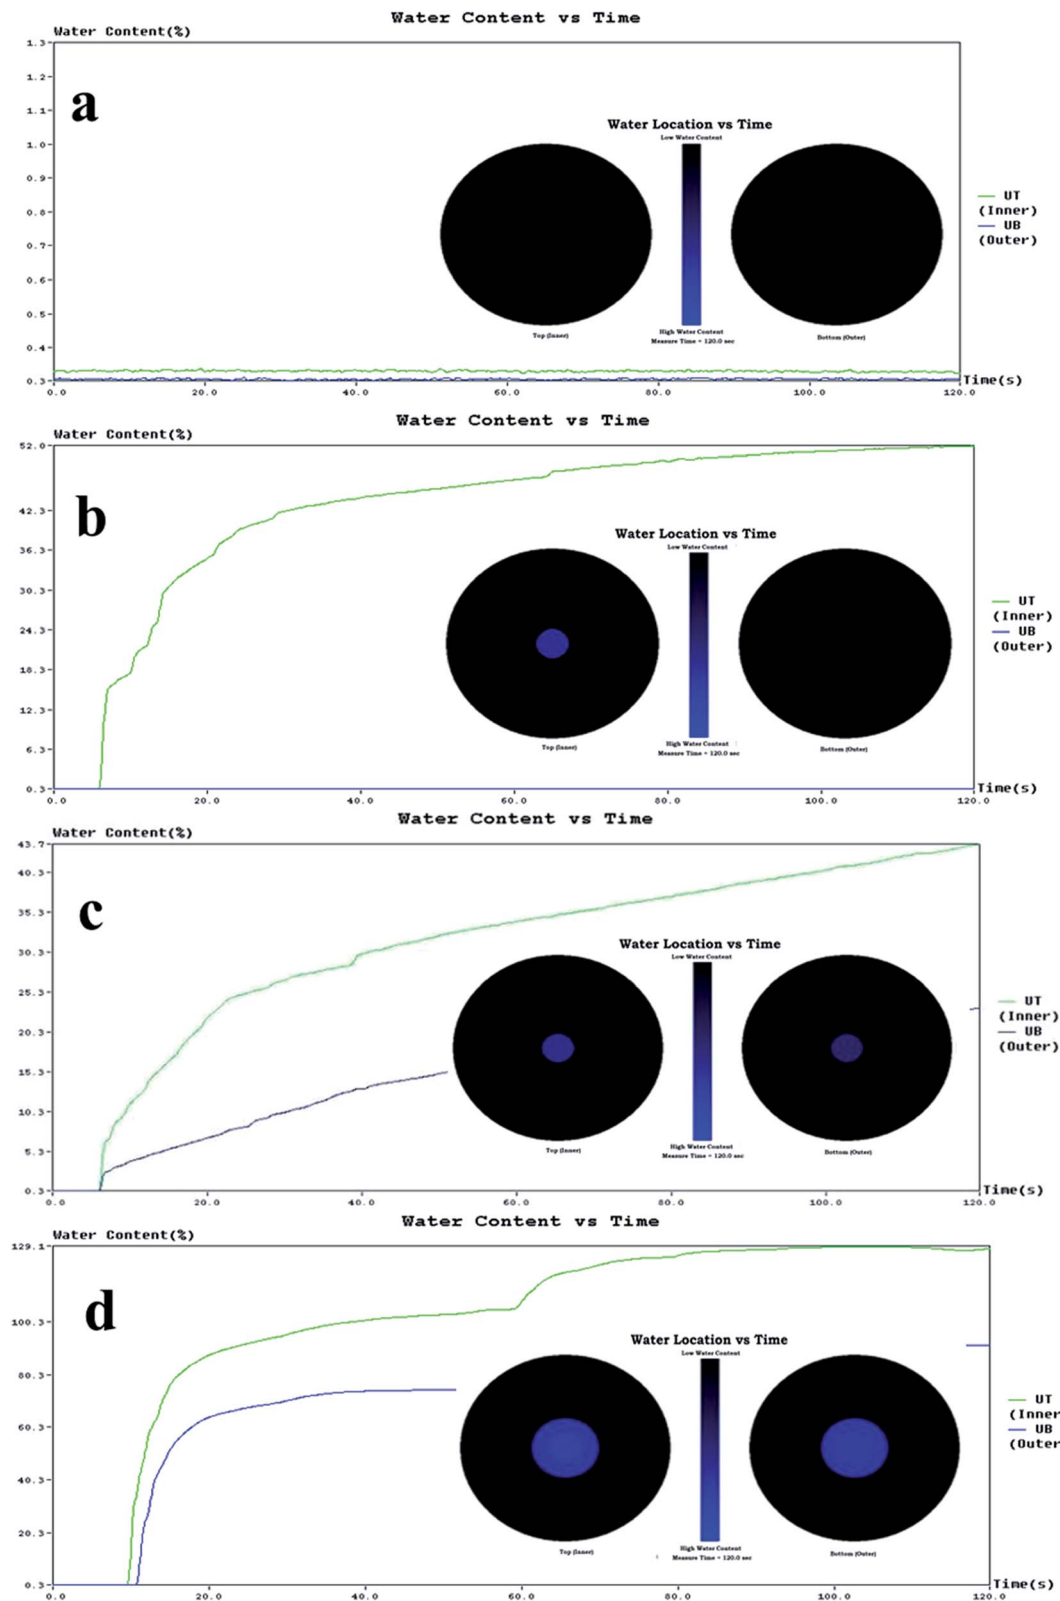 Water Content vs Time
Water Content(%)
1.3
1.2
1.1
1.0
0.9
0.8
0.7
0.6
0.5
0.4
0.3
a
Water Location vs Time
Low Water Content
High Water Content
Measure Time = 120.0 sec
Top (Inner)
Bottom (Outer)
UT
(Inner)
UB
(Outer)
0.0 20.0 40.0 60.0 80.0 100.0 120.0
Time(s)
Water Content vs Time
Water Content(%)
52.0
42.3
36.3
30.3
24.3
18.3
12.3
6.3
0.3
b
Water Location vs Time
Low Water Content
High Water Content
Measure Time = 120.0 sec
Top (Inner)
Bottom (Outer)
UT
(Inner)
UB
(Outer)
0.0 20.0 40.0 60.0 80.0 100.0 120.0
Time(s)
Water Content vs Time
Water Content(%)
43.7
40.3
35.3
30.3
25.3
20.3
15.3
10.3
5.3
0.3
c
Water Location vs Time
Low Water Content
High Water Content
Measure Time = 120.0 sec
Top (Inner)
Bottom (Outer)
UT
(Inner)
UB
(Outer)
0.0 20.0 40.0 60.0 80.0 100.0 120.0
Time(s)
Water Content vs Time
Water Content(%)
129.1
100.3
80.3
60.3
40.3
20.3
0.3
d
Water Location vs Time
Low Water Content
High Water Content
Measure Time = 120.0 sec
Top (Inner)
Bottom (Outer)
UT
(Inner
UB
(Outer
0.0 20.0 40.0 60.0 80.0 100.0 120.0
Time(s)